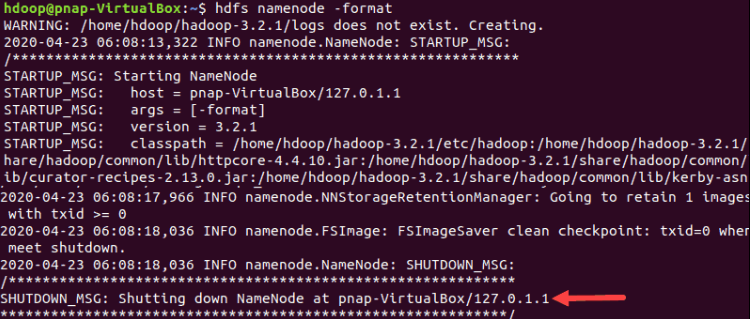 hdoop@pnap-VirtualBox:~$ hdfs namenode -format
WARNING: /home/hdoop/hadoop-3.2.1/logs does not exist. Creating.
2020-04-23 06:08:13,322 INFO namenode.NameNode: STARTUP_MSG:
/************************************************************
STARTUP_MSG: Starting NameNode
STARTUP_MSG:   host = pnap-VirtualBox/127.0.1.1
STARTUP_MSG:   args = [-format]
STARTUP_MSG:   version = 3.2.1
STARTUP_MSG:   classpath = /home/hdoop/hadoop-3.2.1/etc/hadoop:/home/hdoop/hadoop-3.2.1/
hare/hadoop/common/lib/httpcore-4.4.10.jar:/home/hdoop/hadoop-3.2.1/share/hadoop/common/
ib/curator-recipes-2.13.0.jar:/home/hdoop/hadoop-3.2.1/share/hadoop/common/lib/kerby-asn
2020-04-23 06:08:17,966 INFO namenode.NNStorageRetentionManager: Going to retain 1 images
with txid >= 0
2020-04-23 06:08:18,036 INFO namenode.FSImage: FSImageSaver clean checkpoint: txid=0 when
meet shutdown.
2020-04-23 06:08:18,036 INFO namenode.NameNode: SHUTDOWN_MSG:
/************************************************************
SHUTDOWN_MSG: Shutting down NameNode at pnap-VirtualBox/127.0.1.1
************************************************************/